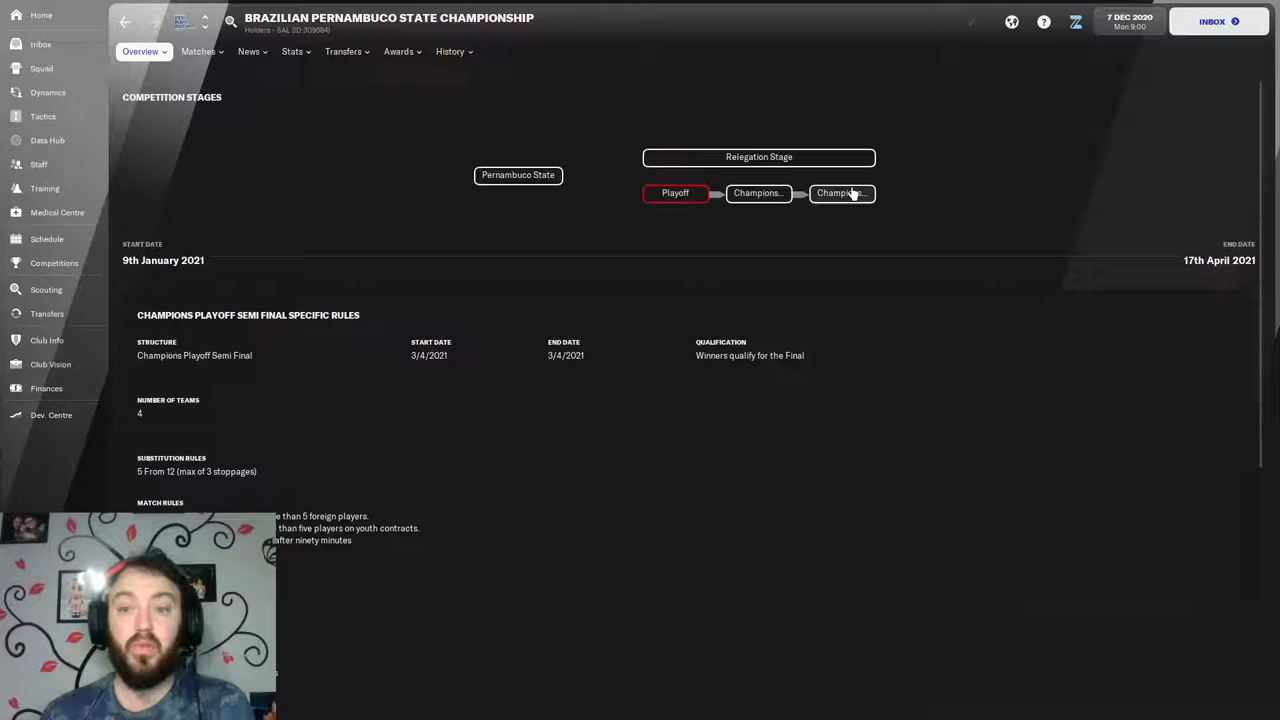 Home
BRAZILIAN PERNAMBUCO STATE CHAMPIONSHIP
Holders - SAL (ID:309684)
7 DEC 2020
Mon 9:00
INBOX
Inbox
Squad
Dynamics
Tactics
Data Hub
Staff
Training
Medical Centre
Schedule
Competitions
Scouting
Transfers
Club Info
Club Vision
Finances
Dev. Centre
Overview
Matches
News
Stats
Transfers
Awards
History
COMPETITION STAGES
Relegation Stage
Pernambuco State
Playoff
Champions...
START DATE
END DATE
9th January 2021
17th April 2021
CHAMPIONS PLAYOFF SEMI FINAL SPECIFIC RULES
STRUCTURE
START DATE
END DATE
QUALIFICATION
Champions Playoff Semi Final
3/4/2021
3/4/2021
Winners qualify for the Final
NUMBER OF TEAMS
4
SUBSTITUTION RULES
5 From 12 (max of 3 stoppages)
MATCH RULES
than 5 foreign players.
than five players on youth contracts.
after ninety minutes